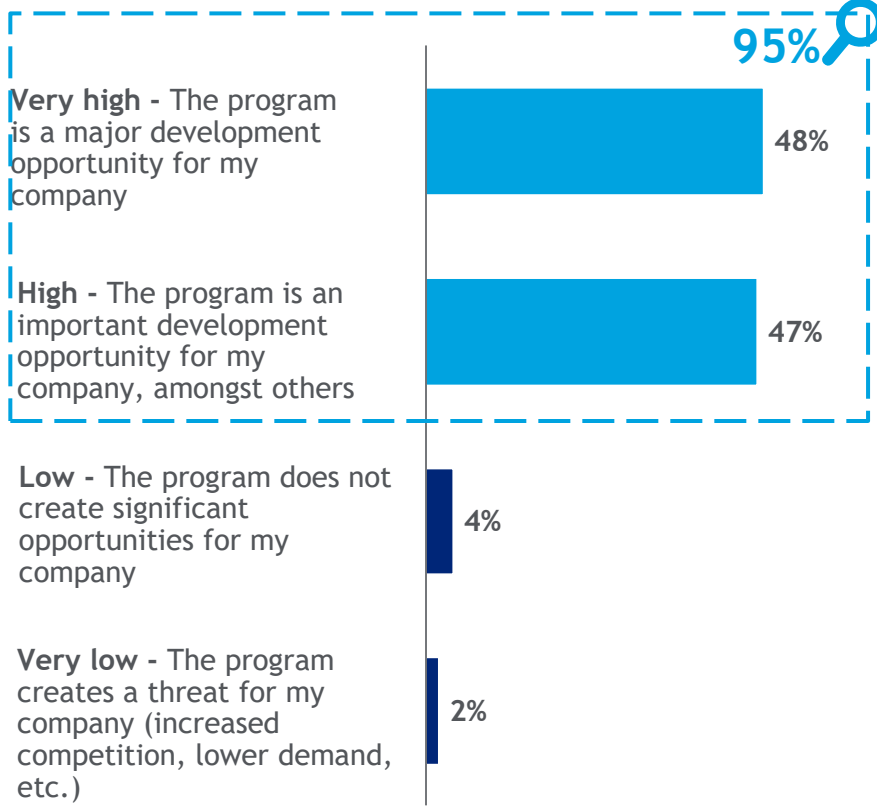 95%
Very high - The program
is a major development
opportunity for my
company
48%
High - The program is an
important development
opportunity for my
company, amongst others
47%
Low - The program does not
create significant
opportunities for my
company
4%
Very low - The program
creates a threat for my
company (increased
competition, lower demand,
etc.)
2%